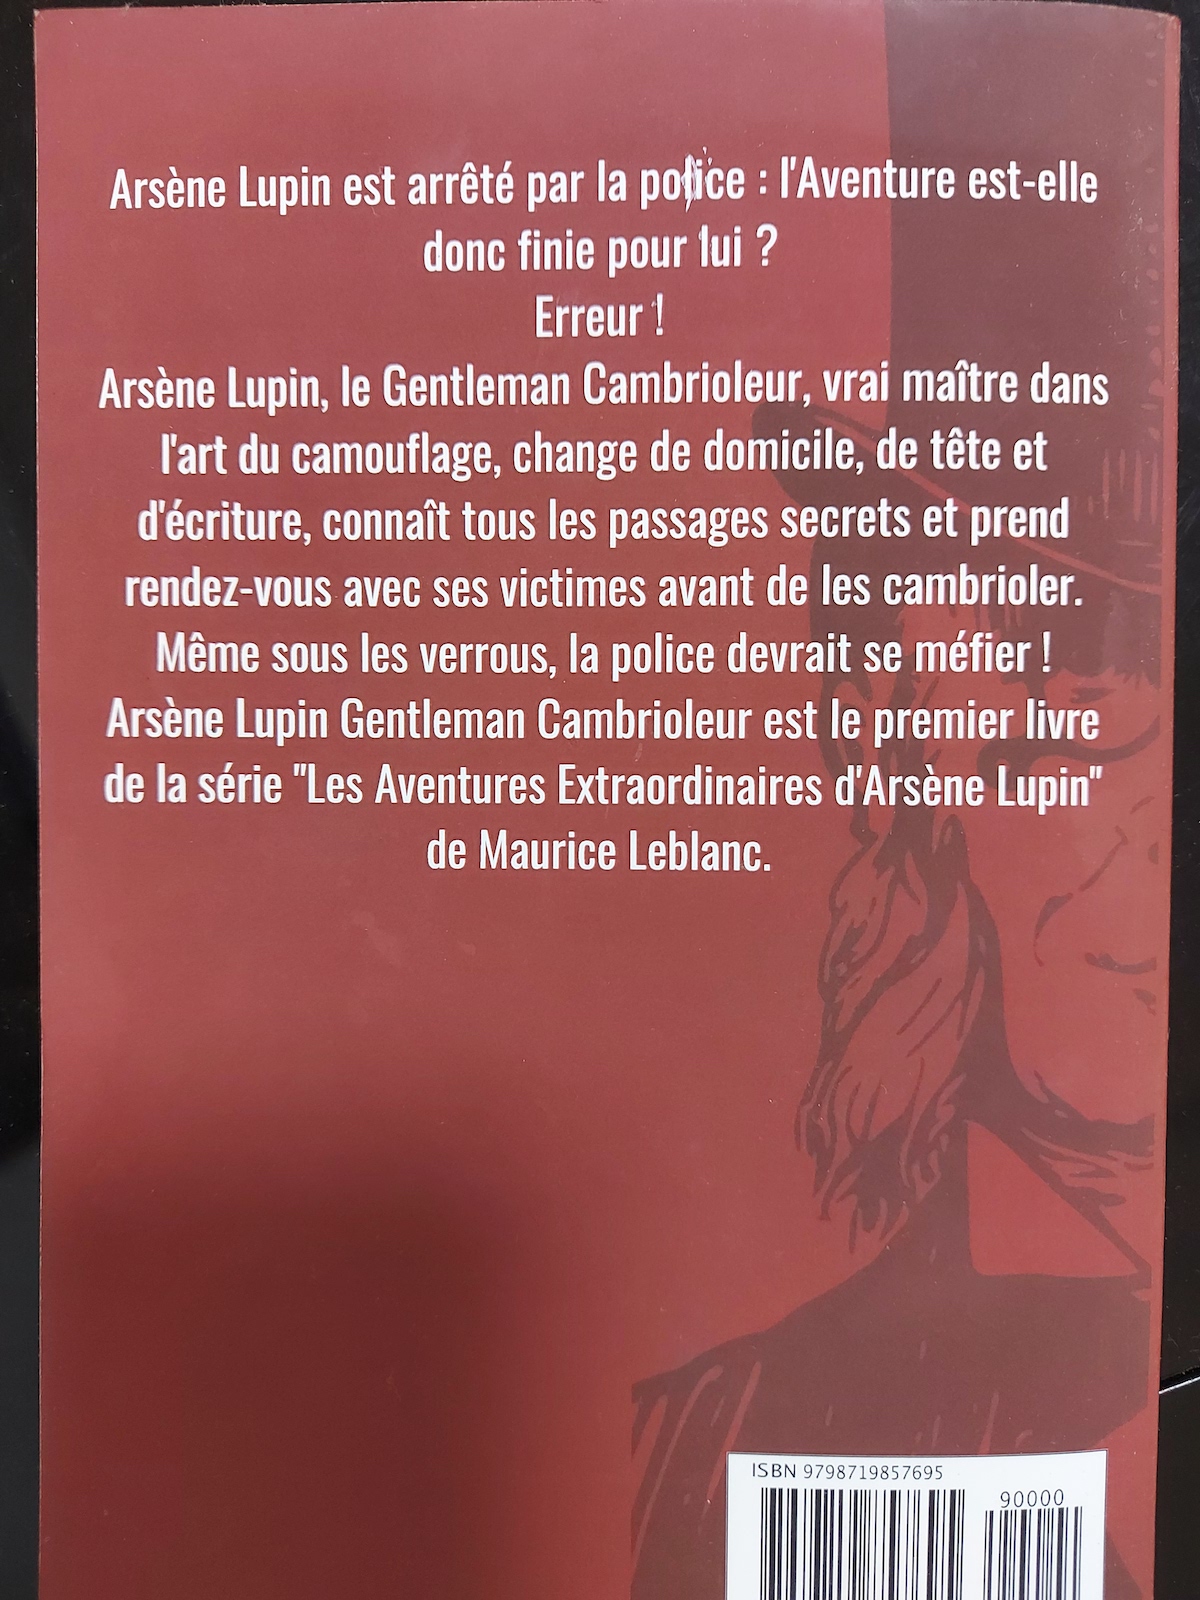 Arsène Lupin est arrêté par la police : l'Aventure est-elle
donc finie pour lui ?
Erreur !
Arsène Lupin, le Gentleman Cambrioleur, vrai maître dans
l'art du camouflage, change de domicile, de tête et
d'écriture, connaît tous les passages secrets et prend
rendez-vous avec ses victimes avant de les cambrioler.
Même sous les verrous, la police devrait se méfier !
Arsène Lupin Gentleman Cambrioleur est le premier livre
de la série "Les Aventures Extraordinaires d'Arsène Lupin"
de Maurice Leblanc.
ISBN 9798719857695
90000